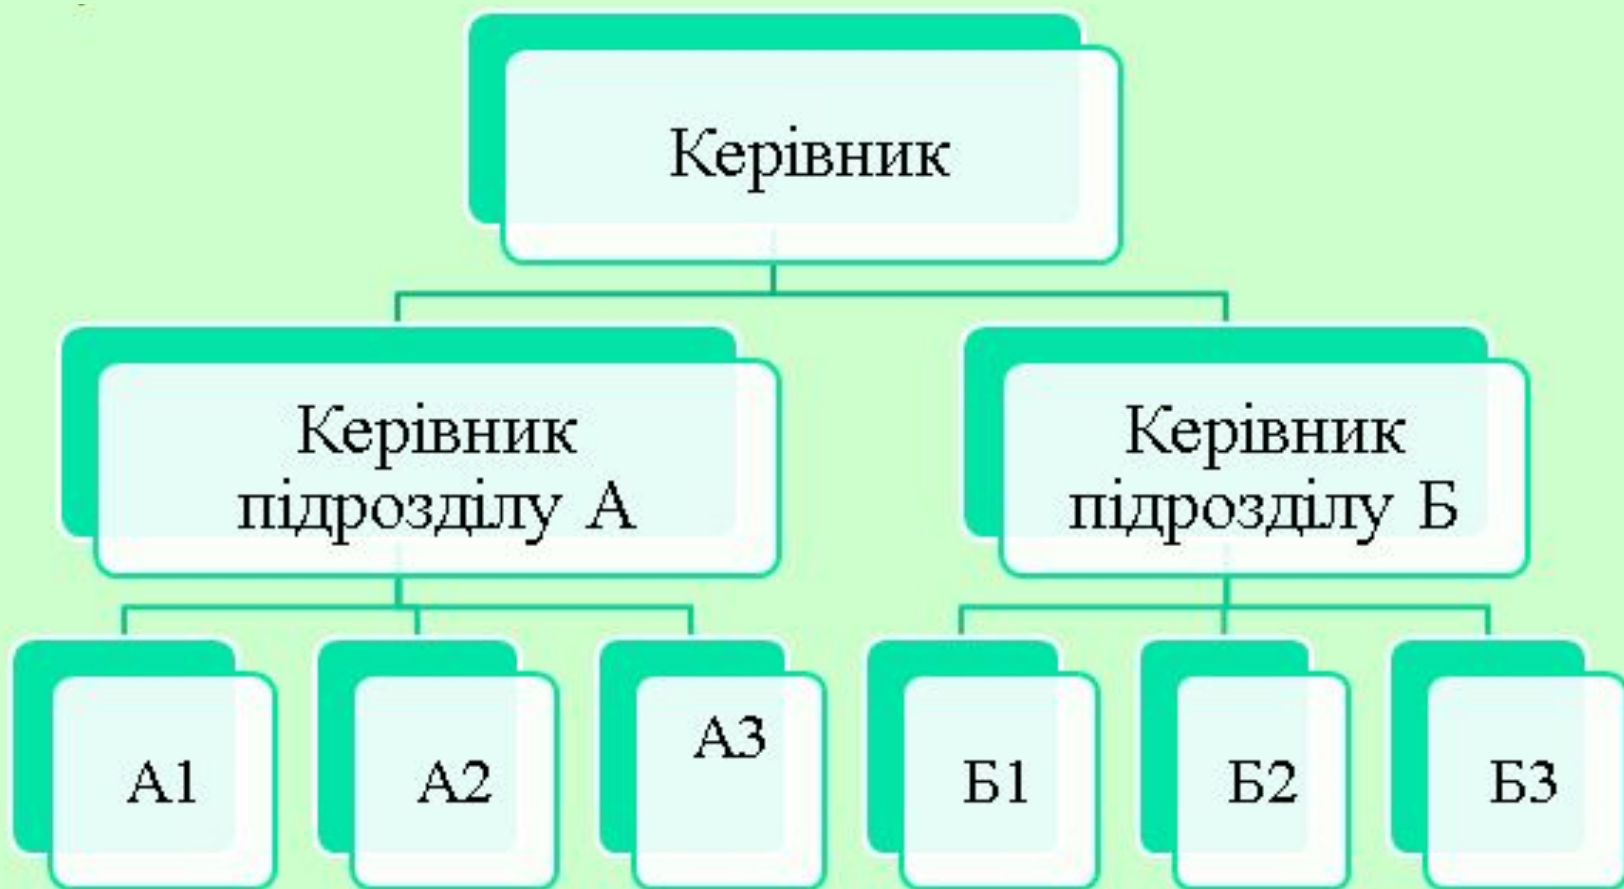 Керівник
Керівник
підрозділу А
Керівник
підрозділу Б
А1
А2
А3
Б1
Б2
Б3